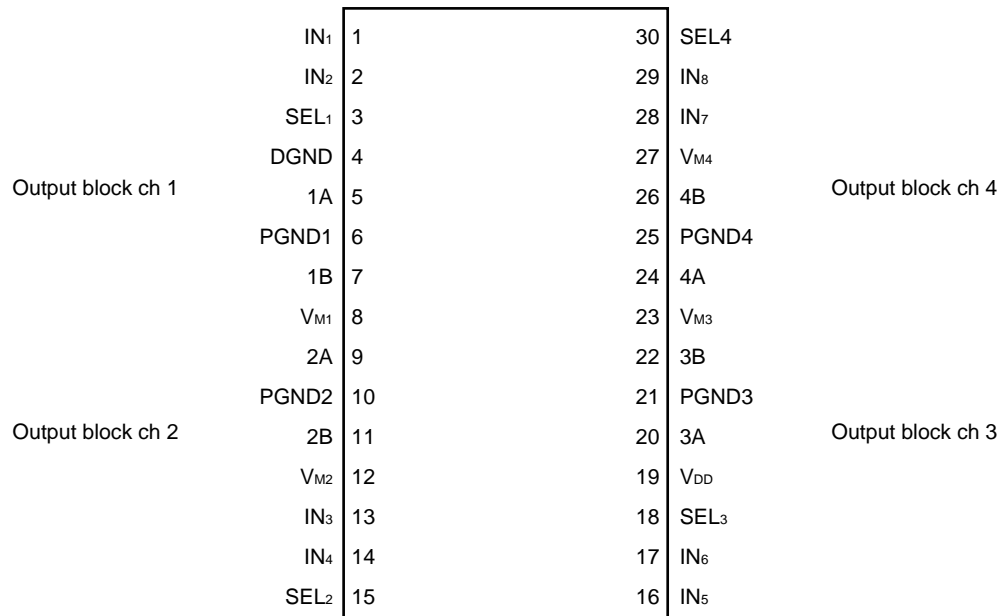 IN₁ 1 30 SEL4
IN₂ 2 29 IN₈
SEL₁ 3 28 IN₇
DGND 4 27 VM4
Output block ch 1 1A 5 26 4B Output block ch 4
PGND1 6 25 PGND4
1B 7 24 4A
VM1 8 23 VM3
2A 9 22 3B
PGND2 10 21 PGND3
Output block ch 2 2B 11 20 3A Output block ch 3
VM2 12 19 VDD
IN₃ 13 18 SEL₃
IN₄ 14 17 IN₆
SEL₂ 15 16 IN₅